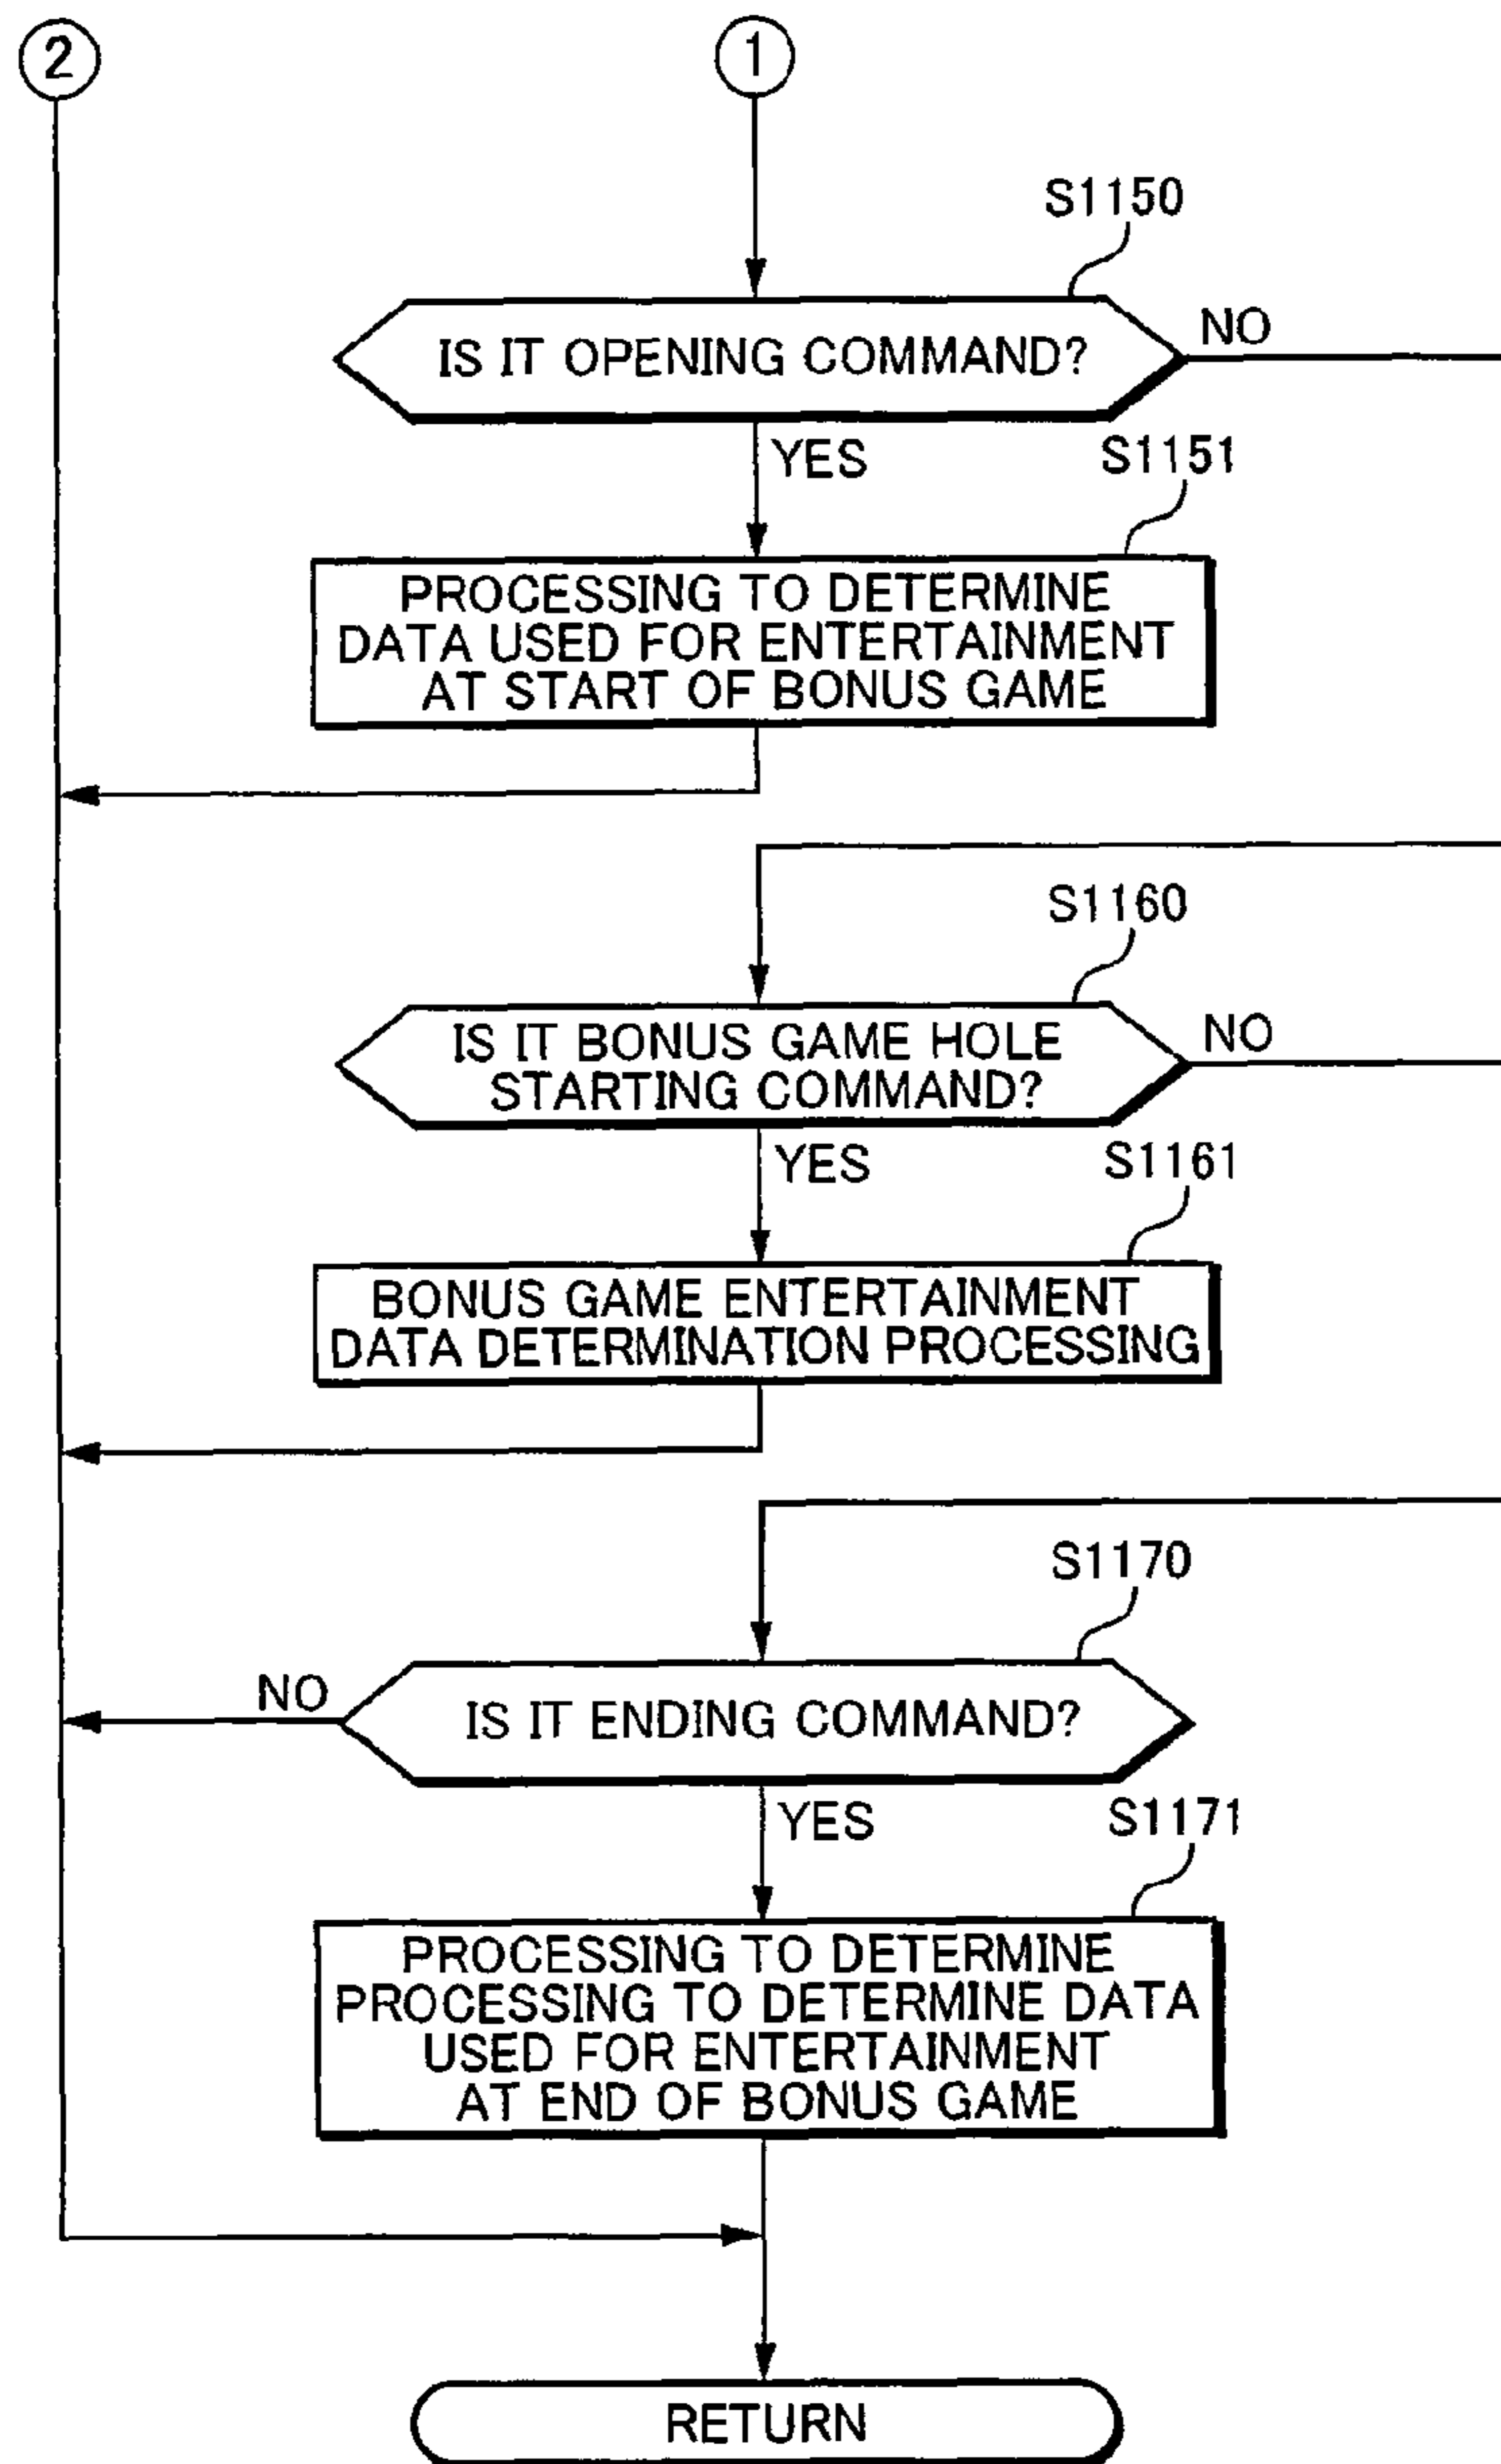 2
1
S1150
IS IT OPENING COMMAND?
NO
YES
S1151
PROCESSING TO DETERMINE
DATA USED FOR ENTERTAINMENT
AT START OF BONUS GAME
S1160
IS IT BONUS GAME HOLE
STARTING COMMAND?
NO
YES
S1161
BONUS GAME ENTERTAINMENT
DATA DETERMINATION PROCESSING
S1170
NO
IS IT ENDING COMMAND?
YES
S1171
PROCESSING TO DETERMINE
PROCESSING TO DETERMINE DATA
USED FOR ENTERTAINMENT
AT END OF BONUS GAME
RETURN